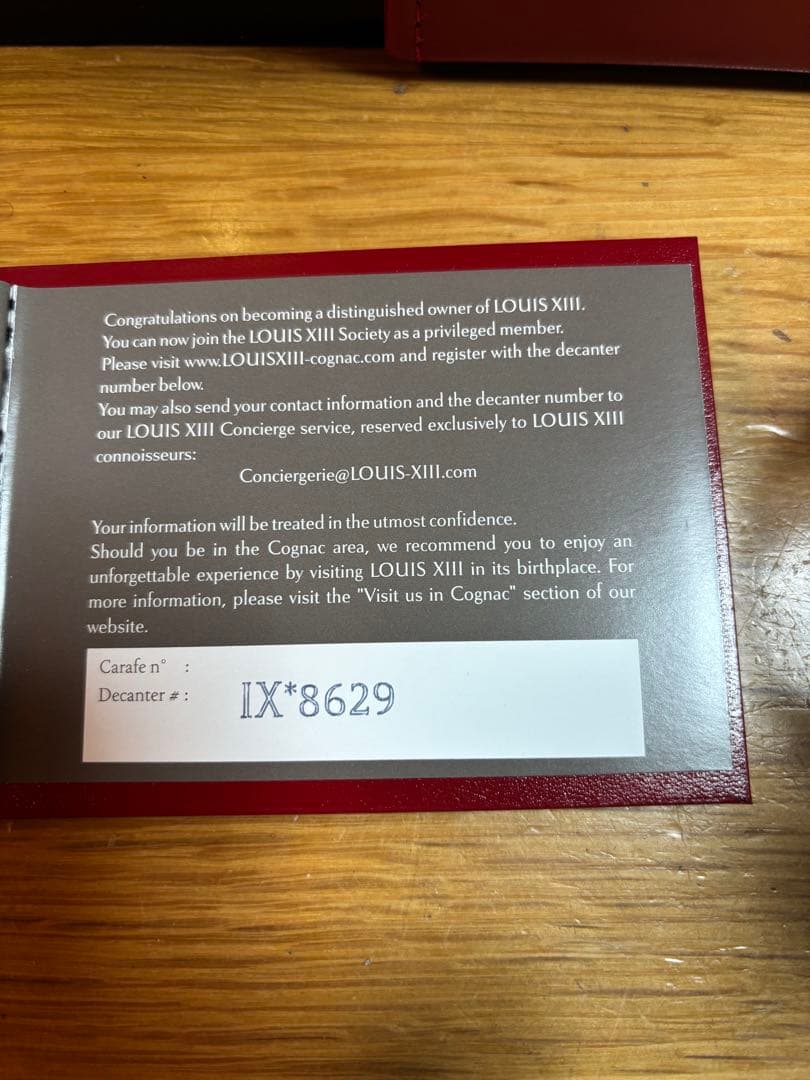 Congratulations on becoming a distinguished owner of LOUIS XIII.
You can now join the LOUIS XIII Society as a privileged member.
Please visit www.LOUISXIII-cognac.com and register with the decanter
number below.
You may also send your contact information and the decanter number to
our LOUIS XIII Concierge service, reserved exclusively to LOUIS XIII
connoisseurs:
Conciergerie@LOUIS-XIII.com
Your information will be treated in the utmost confidence.
Should you be in the Cognac area, we recommend you to enjoy an
unforgettable experience by visiting LOUIS XIII in its birthplace. For
more information, please visit the "Visit us in Cognac" section of our
website.
Carafe n° :
Decanter # : IX*8629